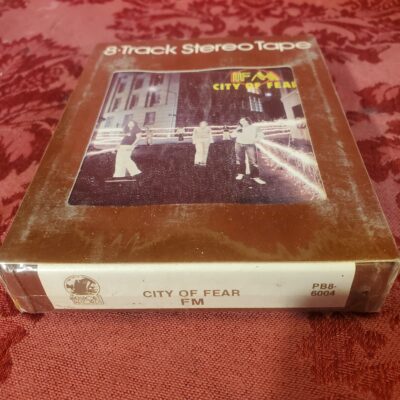 8·Track Stereo Tape
FM
CITY OF FEAR
CITY OF FEAR
FM
PB8-
6004